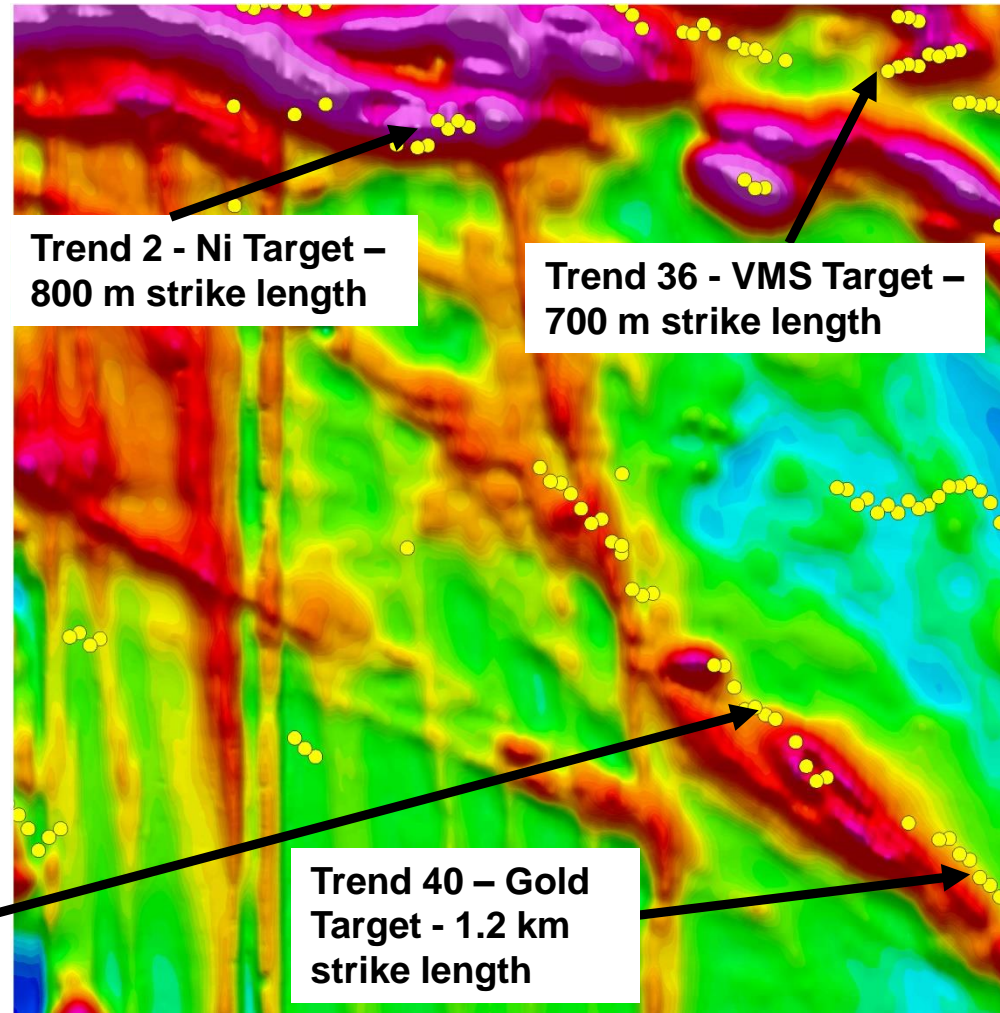 Trend 2 - Ni Target –
800 m strike length
Trend 36 - VMS Target –
700 m strike length
Trend 40 – Gold
Target - 1.2 km
strike length